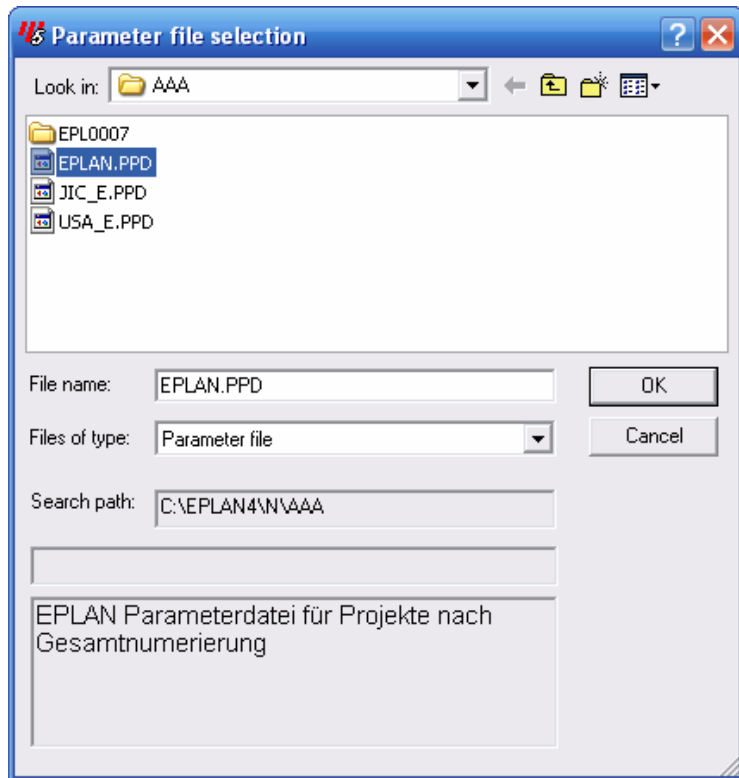 Parameter file selection
Look in: AAA
EPL0007
EPLAN.PPD
JIC_E.PPD
USA_E.PPD
File name: EPLAN.PPD OK
Files of type: Parameter file Cancel
Search path: C:\EPLAN4\N\AAA
EPLAN Parameterdatei für Projekte nach
Gesamtnumerierung